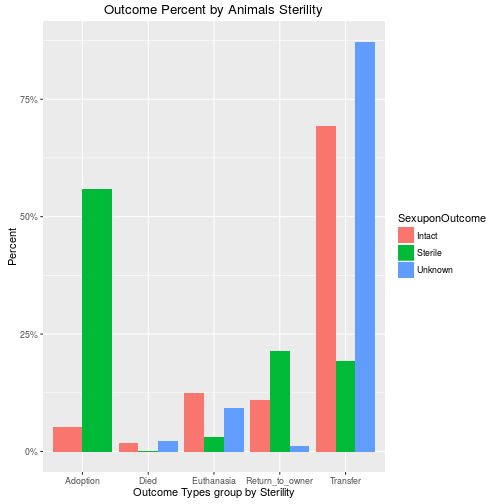 Outcome Percent by Animals Sterility
75%
50%
25%
0%
Percent
Adoption Died Euthanasia Return_to_owner Transfer
Outcome Types group by Sterility
SexuponOutcome
Intact
Sterile
Unknown